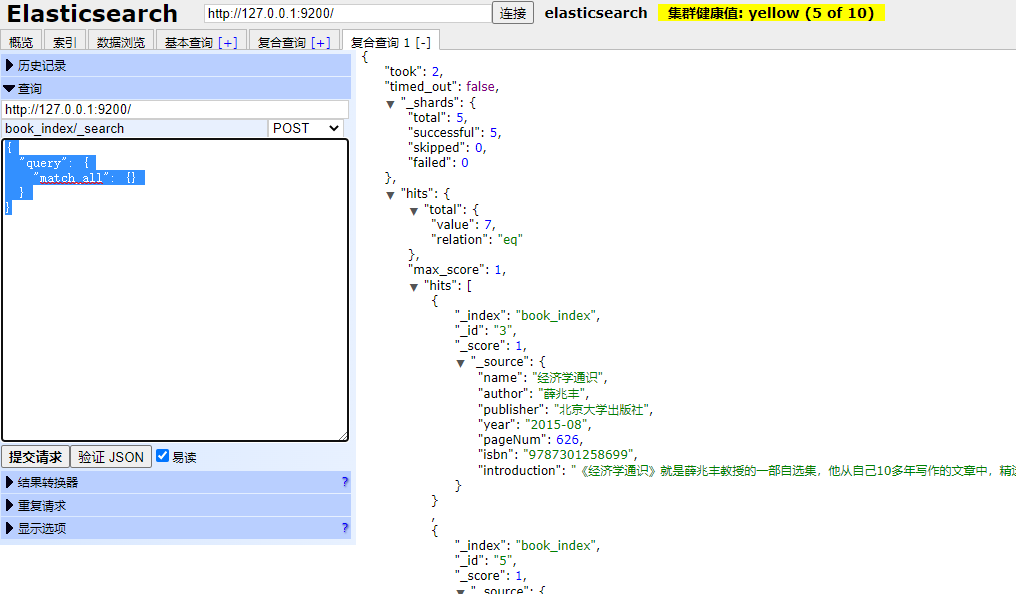 Elasticsearch
http://127.0.0.1:9200/
连接
elasticsearch
集群健康值: yellow (5 of 10)
概览
索引
数据浏览
基本查询 [+]
复合查询 [+]
复合查询 1 [-]
▶ 历史记录
▼ 查询
http://127.0.0.1:9200/
book_index/_search
POST
{
"query": {
"match_all": {}
}
}
提交请求
验证 JSON
易读
▶ 结果转换器 ?
▶ 重复请求
▶ 显示选项 ?
{
"took": 2,
"timed_out": false,
▼ "_shards": {
"total": 5,
"successful": 5,
"skipped": 0,
"failed": 0
},
▼ "hits": {
▼ "total": {
"value": 7,
"relation": "eq"
},
"max_score": 1,
▼ "hits": [
{
"_index": "book_index",
"_id": "3",
"_score": 1,
▼ "_source": {
"name": "经济学通识",
"author": "薛兆丰",
"publisher": "北京大学出版社",
"year": "2015-08",
"pageNum": 626,
"isbn": "9787301258699",
"introduction": "《经济学通识》就是薛兆丰教授的一部自选集，他从自己10多年写作的文章中，精选
}
}
,
{
"_index": "book_index",
"_id": "5",
"_score": 1,
▼ "_source": {